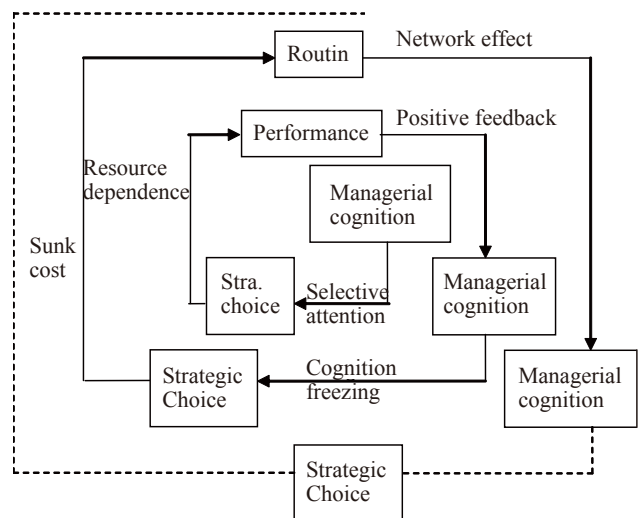 Routin
Network effect
Performance
Positive feedback
Resource
dependence
Managerial
cognition
Sunk
cost
Stra.
choice
Selective
attention
Managerial
cognition
Strategic
Choice
Cognition
freezing
Managerial
cognition
Strategic
Choice